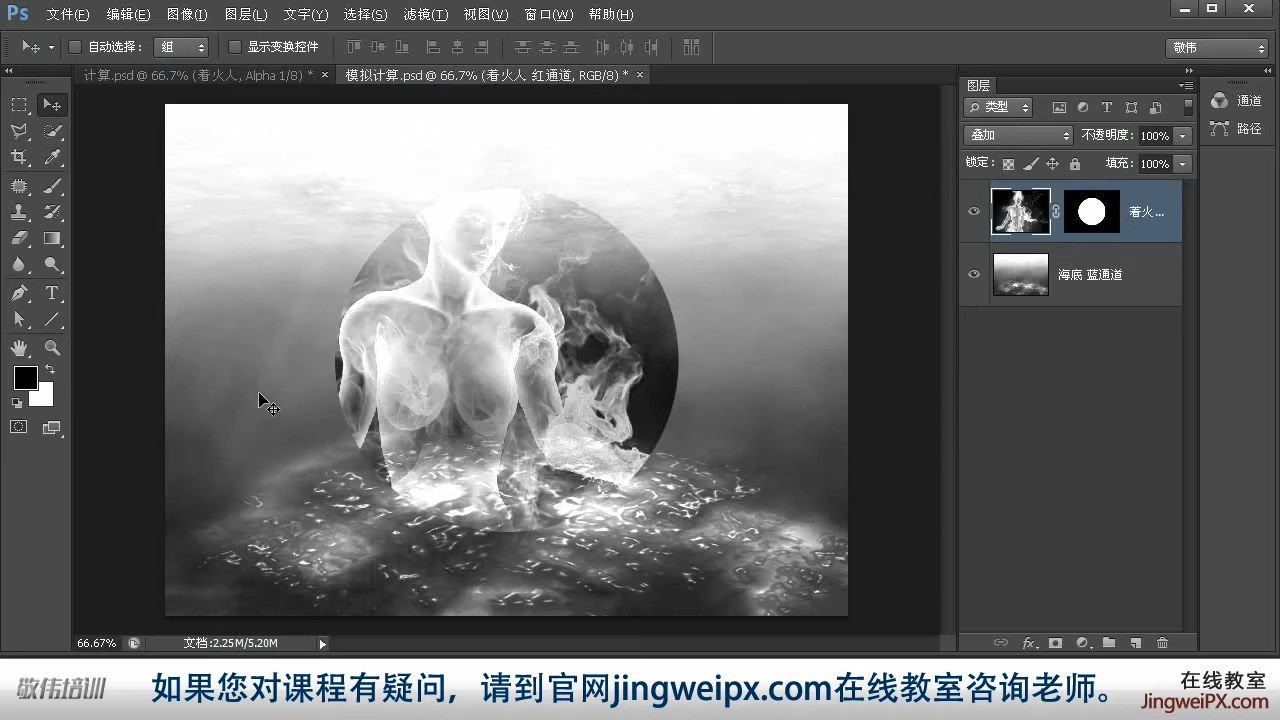 Ps 文件(F) 编辑(E) 图像(I) 图层(L) 文字(Y) 选择(S) 滤镜(T) 视图(V) 窗口(W) 帮助(H)
自动选择： 组 显示变换控件 敬伟
计算.psd @ 66.7% (着火人, Alpha 1/8) * × 模拟计算.psd @ 66.7% (着火人 红通道, RGB/8) * ×
图层
类型
通道
叠加 不透明度： 100%
路径
锁定： 填充： 100%
着火...
海底 蓝通道
66.67% 文档:2.25M/5.20M
fx
敬伟培训
如果您对课程有疑问，请到官网jingweipx.com在线教室咨询老师。
在线教室
JingweiPX.com